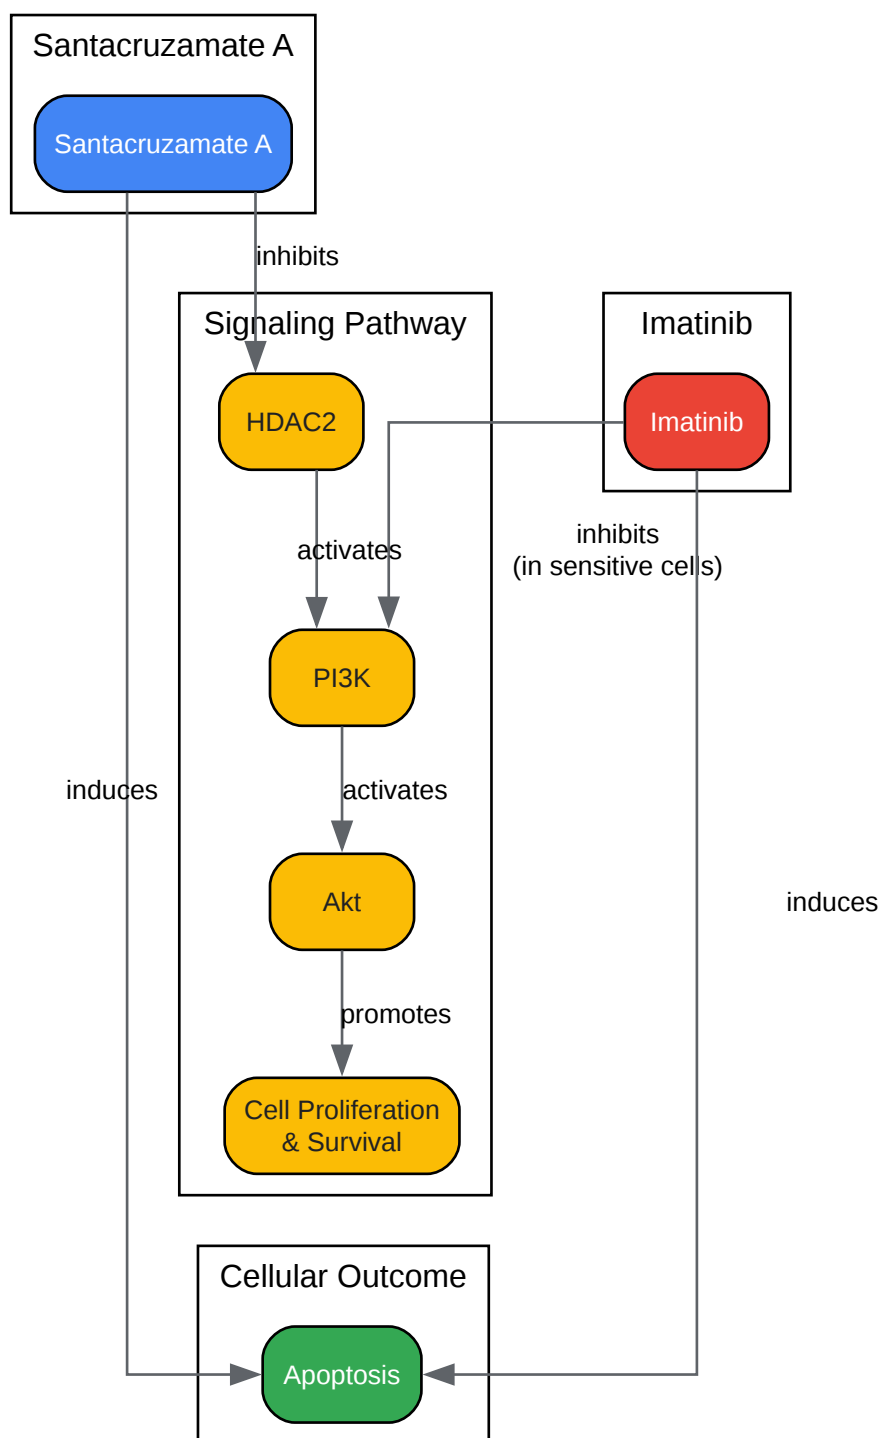 Santacruzamate A
Santacruzamate A
inhibits
Signaling Pathway
Imatinib
HDAC2
Imatinib
activates
inhibits
(in sensitive cells)
PI3K
induces
activates
Akt
induces
promotes
Cell Proliferation
& Survival
Cellular Outcome
Apoptosis